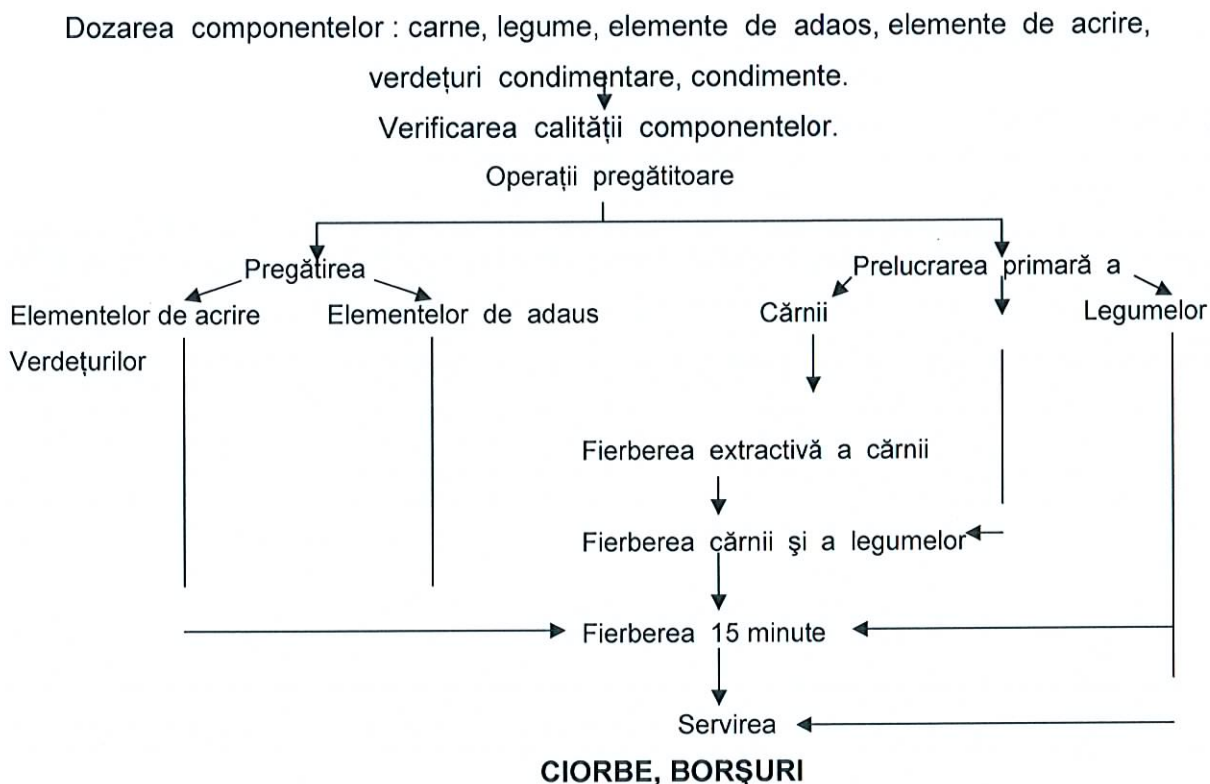 Dozarea componentelor : carne, legume, elemente de adaos, elemente de acrire,
verdețuri condimentare, condimente.
Verificarea calității componentelor.
Operații pregătitoare
Pregătirea
Prelucrarea primară a
Elementelor de acrire
Elementelor de adaus
Cărnii
Legumelor
Verdețurilor
Fierberea extractivă a cărnii
Fierberea cărnii şi a legumelor
Fierberea 15 minute
Servirea
CIORBE, BORŞURI